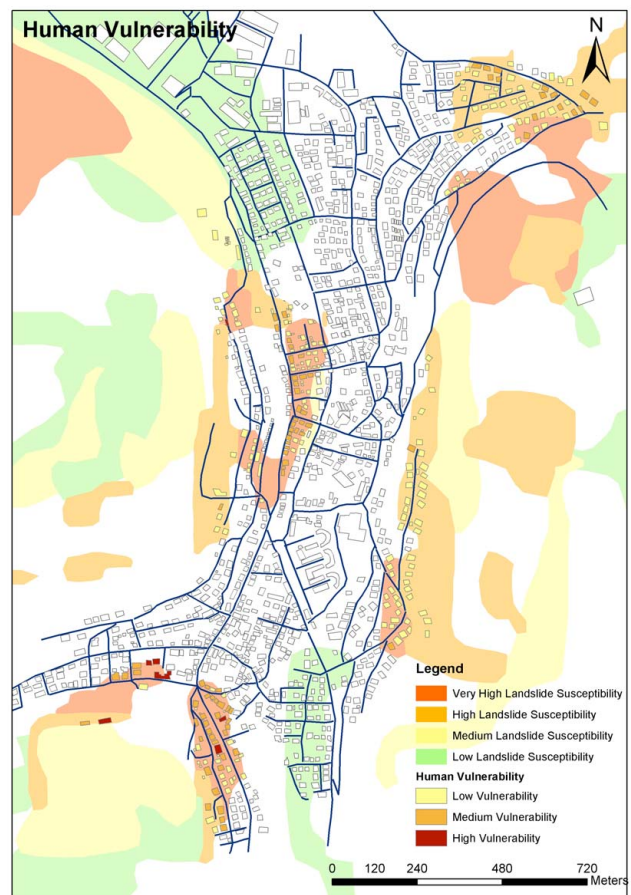 Human Vulnerability
N
Legend
Very High Landslide Susceptibility
High Landslide Susceptibility
Medium Landslide Susceptibility
Low Landslide Susceptibility
Human Vulnerability
Low Vulnerability
Medium Vulnerability
High Vulnerability
0 120 240 480 720
Meters